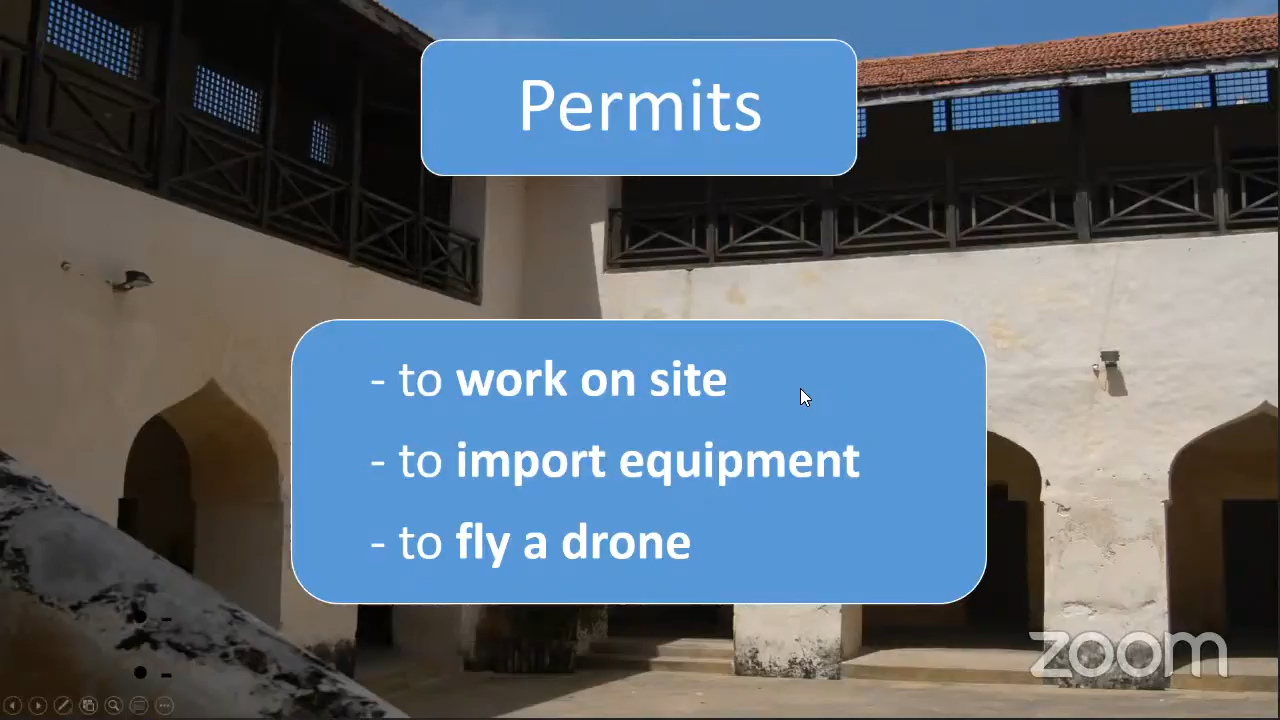 Permits
- to work on site
- to import equipment
- to fly a drone
• -
• -
zoom